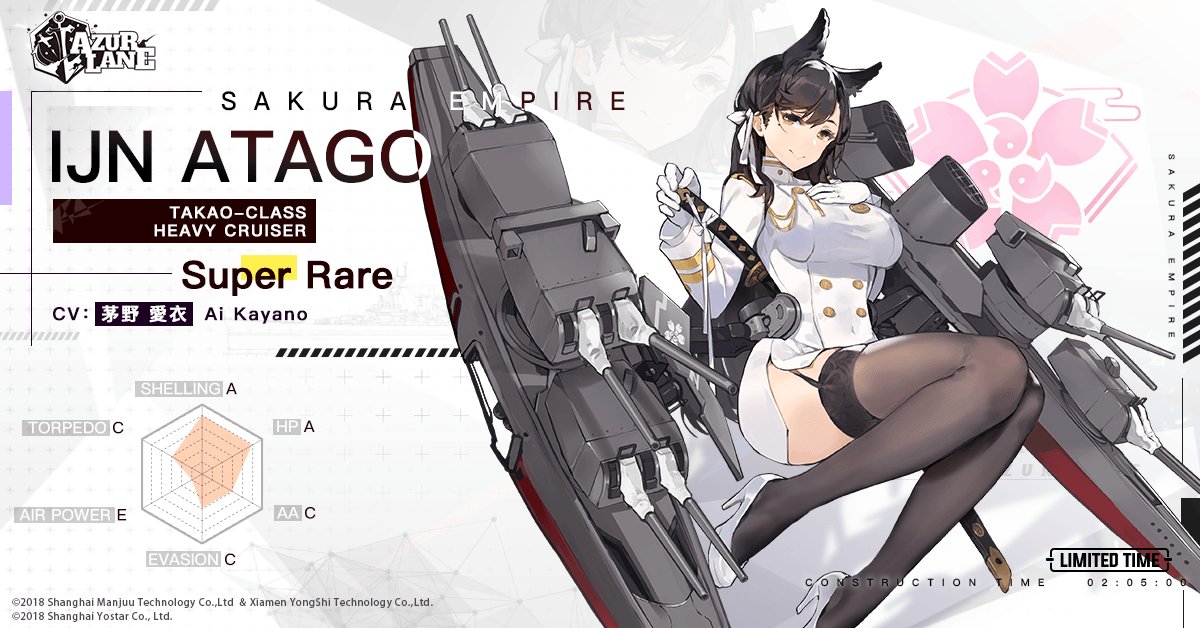 AZUR
LANE
SAKURA EMPIRE
IJN ATAGO
TAKAO-CLASS
HEAVY CRUISER
Super Rare
CV: 茅野 愛衣 Ai Kayano
SHELLING A
TORPEDO C
HP A
AIR POWER E
AA C
EVASION C
SAKURA EMPIRE
LIMITED TIME
CONSTRUCTION TIME 02:05:00
©2018 Shanghai Manjuu Technology Co.,Ltd & Xiamen YongShi Technology Co.,Ltd.
©2018 Shanghai Yostar Co., Ltd.